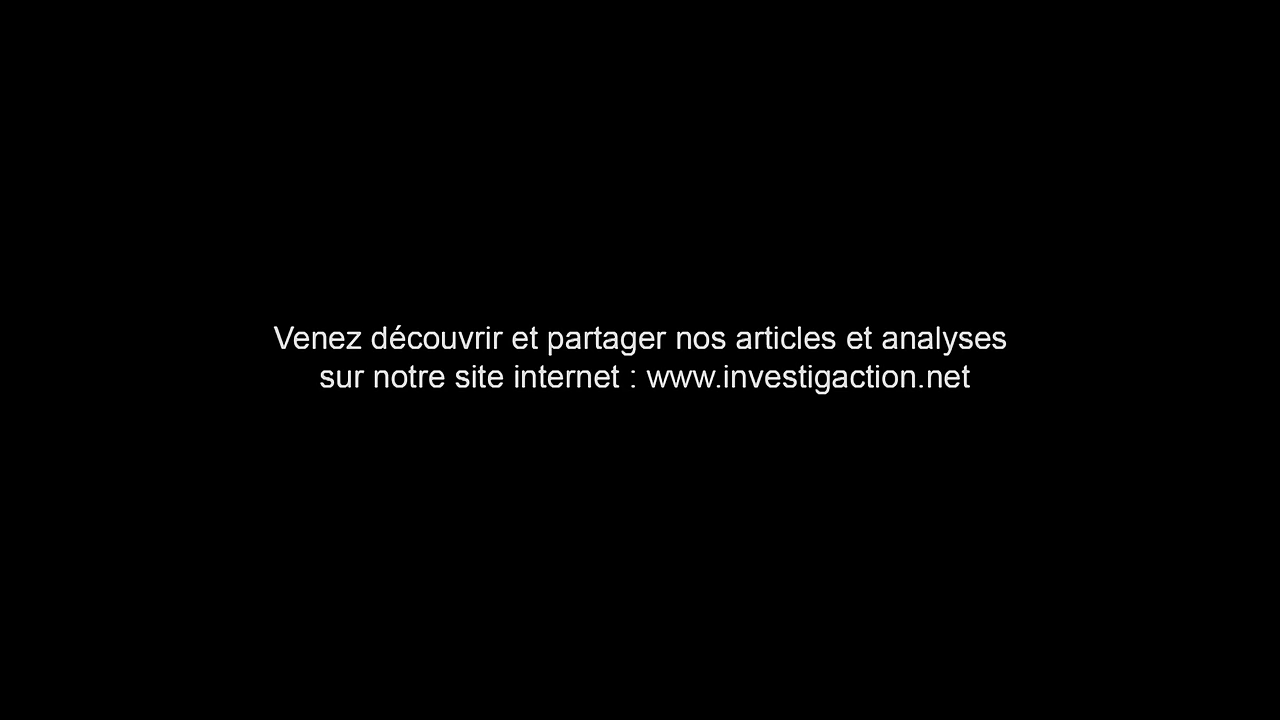 Venez découvrir et partager nos articles et analyses
sur notre site internet : www.investigaction.net